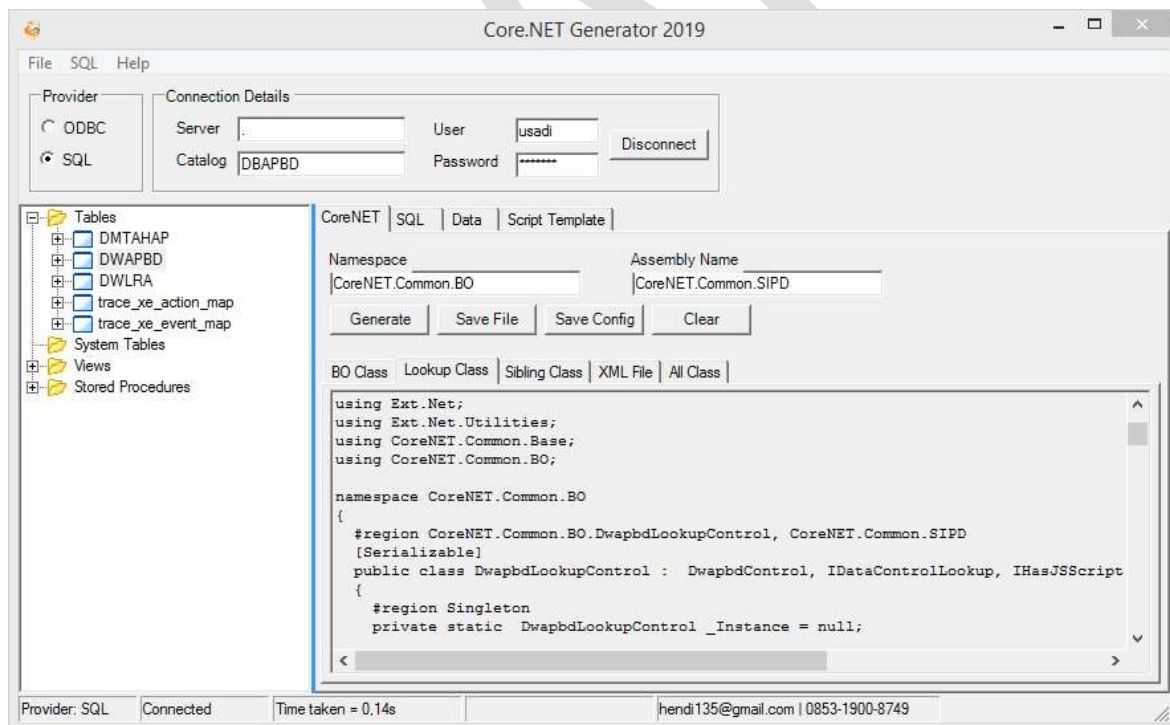 Core.NET Generator 2019
File SQL Help
Provider
ODBC
SQL
Connection Details
Server .
User usadi
Catalog DBAPBD
Password *******
Disconnect
Tables
DMTAHAP
DWAPBD
DWLRA
trace_xe_action_map
trace_xe_event_map
System Tables
Views
Stored Procedures
CoreNET SQL Data Script Template
Namespace
CoreNET.Common.BO
Assembly Name
CoreNET.Common.SIPD
Generate Save File Save Config Clear
BO Class Lookup Class Sibling Class XML File All Class
using Ext.Net;
using Ext.Net.Utilities;
using CoreNET.Common.Base;
using CoreNET.Common.BO;
namespace CoreNET.Common.BO
{
#region CoreNET.Common.BO.DwapbdLookupControl, CoreNET.Common.SIPD
[Serializable]
public class DwapbdLookupControl : DwapbdControl, IDataControlLookup, IHasJSScript
{
#region Singleton
private static DwapbdLookupControl _Instance = null;
Provider: SQL Connected Time taken = 0,14s hendi135@gmail.com | 0853-1900-8749